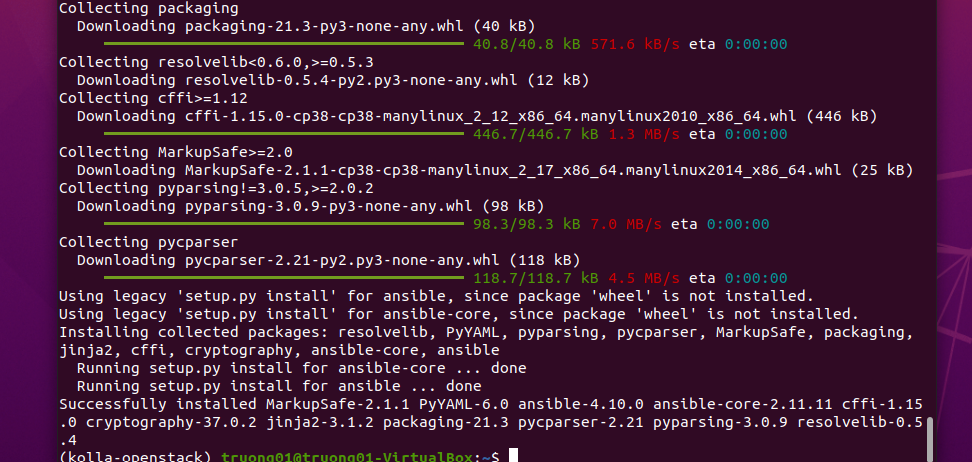 Collecting packaging
  Downloading packaging-21.3-py3-none-any.whl (40 kB)
40.8/40.8 kB 571.6 kB/s eta 0:00:00
Collecting resolvelib<0.6.0,>=0.5.3
  Downloading resolvelib-0.5.4-py2.py3-none-any.whl (12 kB)
Collecting cffi>=1.12
  Downloading cffi-1.15.0-cp38-cp38-manylinux_2_12_x86_64.manylinux2010_x86_64.whl (446 kB)
446.7/446.7 kB 1.3 MB/s eta 0:00:00
Collecting MarkupSafe>=2.0
  Downloading MarkupSafe-2.1.1-cp38-cp38-manylinux_2_17_x86_64.manylinux2014_x86_64.whl (25 kB)
Collecting pyparsing!=3.0.5,>=2.0.2
  Downloading pyparsing-3.0.9-py3-none-any.whl (98 kB)
98.3/98.3 kB 7.0 MB/s eta 0:00:00
Collecting pycparser
  Downloading pycparser-2.21-py2.py3-none-any.whl (118 kB)
118.7/118.7 kB 4.5 MB/s eta 0:00:00
Using legacy 'setup.py install' for ansible, since package 'wheel' is not installed.
Using legacy 'setup.py install' for ansible-core, since package 'wheel' is not installed.
Installing collected packages: resolvelib, PyYAML, pyparsing, pycparser, MarkupSafe, packaging,
jinja2, cffi, cryptography, ansible-core, ansible
  Running setup.py install for ansible-core ... done
  Running setup.py install for ansible ... done
Successfully installed MarkupSafe-2.1.1 PyYAML-6.0 ansible-4.10.0 ansible-core-2.11.11 cffi-1.15
.0 cryptography-37.0.2 jinja2-3.1.2 packaging-21.3 pycparser-2.21 pyparsing-3.0.9 resolvelib-0.5
.4
(kolla-openstack) truong01@truong01-VirtualBox:~$